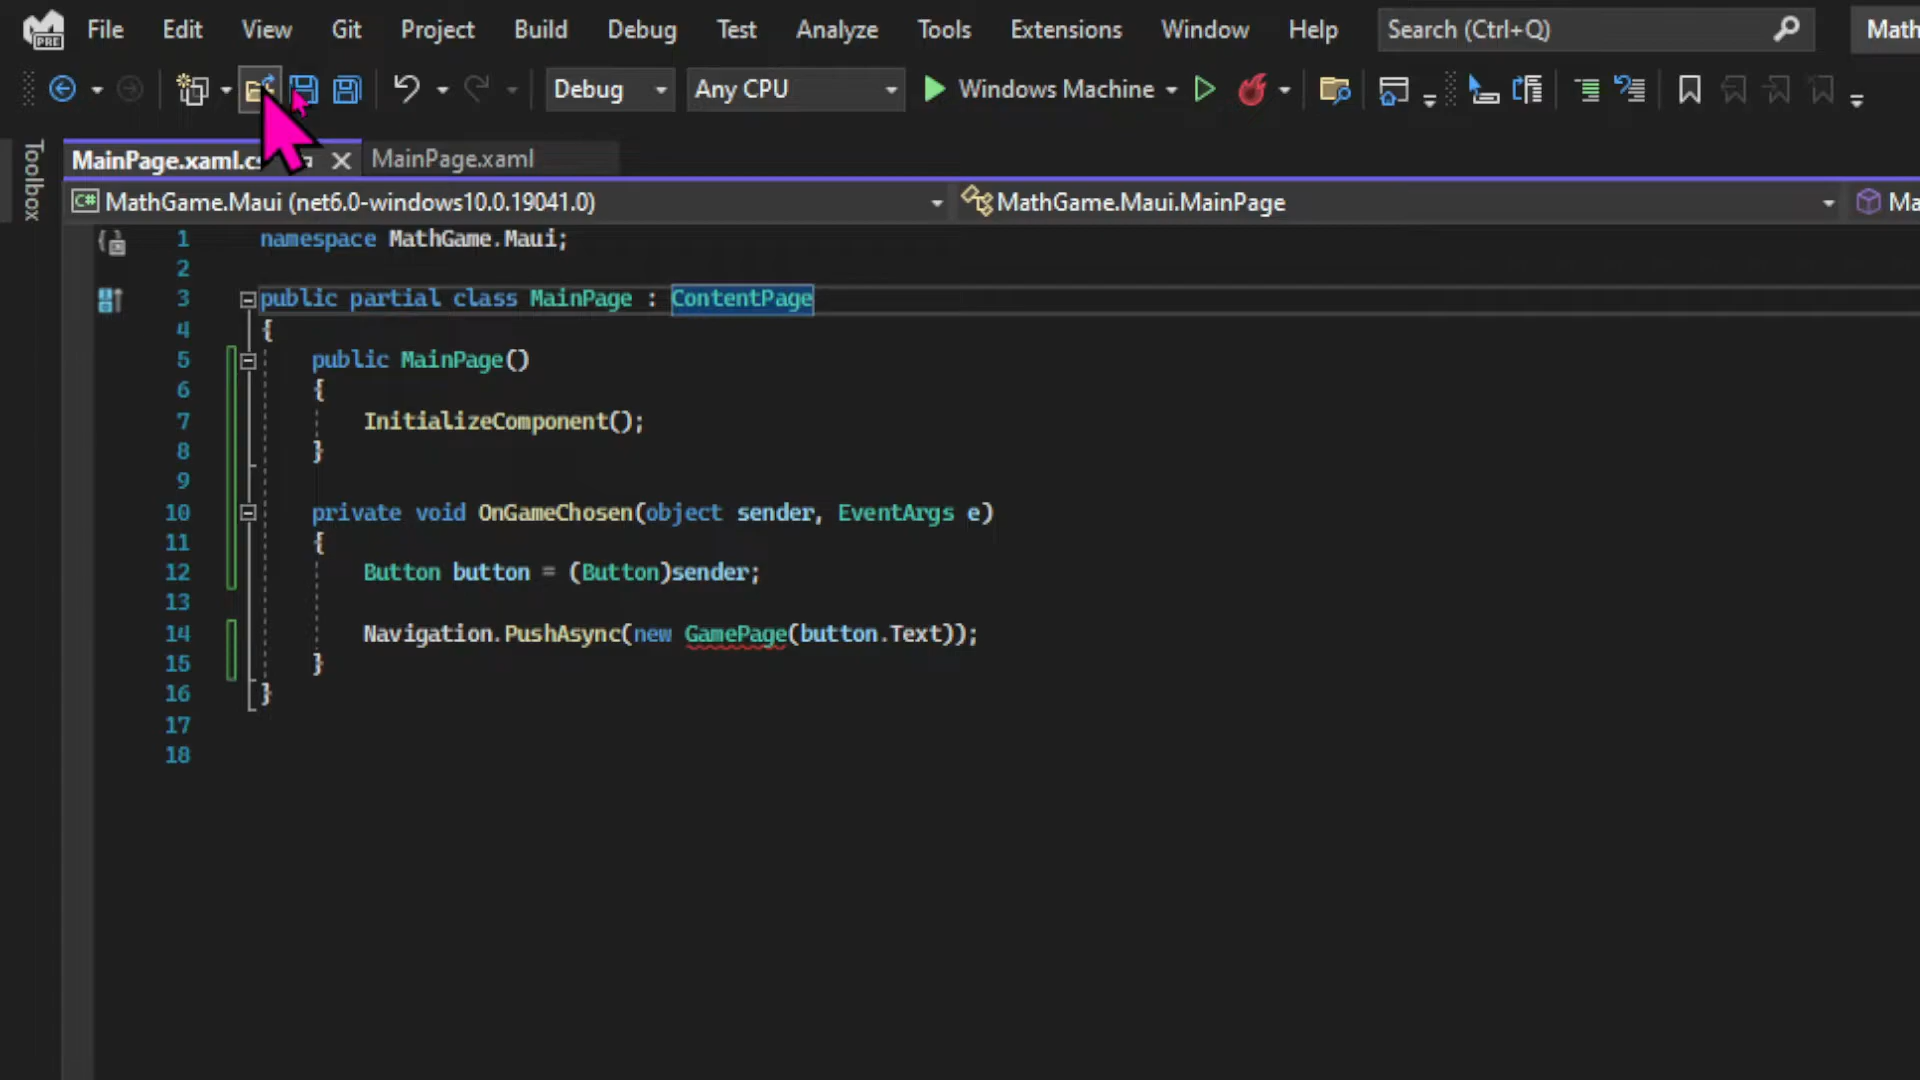 PRE File Edit View Git Project Build Debug Test Analyze Tools Extensions Window Help Search (Ctrl+Q) Math
Debug Any CPU Windows Machine
Toolbox
MainPage.xaml.cs MainPage.xaml
C# MathGame.Maui (net6.0-windows10.0.19041.0) MathGame.Maui.MainPage Ma
1 namespace MathGame.Maui;
2
3 public partial class MainPage : ContentPage
4 {
5 public MainPage()
6 {
7 InitializeComponent();
8 }
9
10 private void OnGameChosen(object sender, EventArgs e)
11 {
12 Button button = (Button)sender;
13
14 Navigation.PushAsync(new GamePage(button.Text));
15 }
16 }
17
18